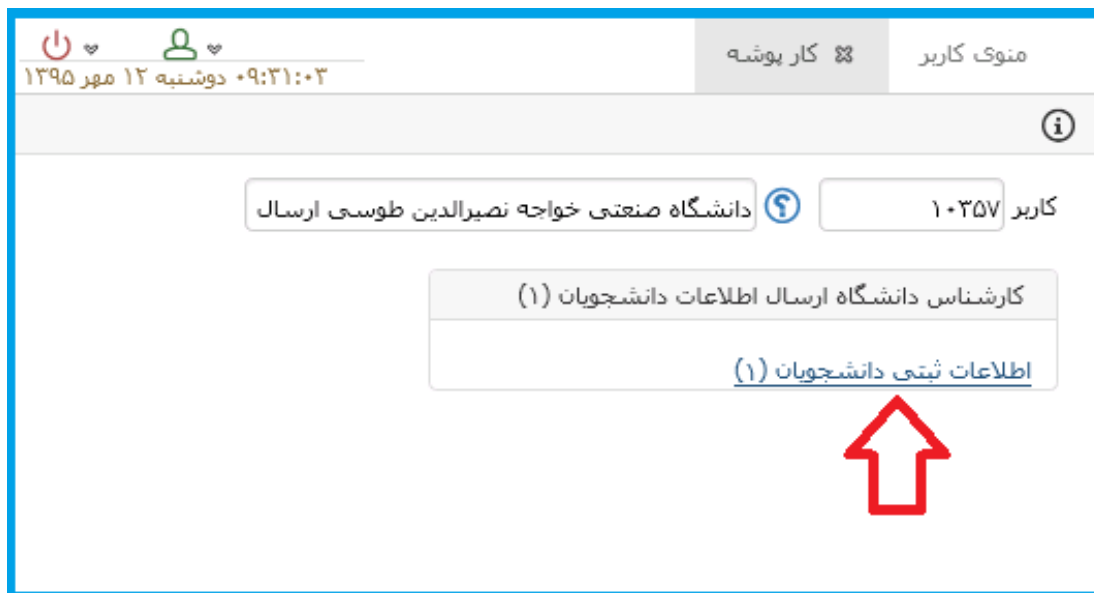 منوی کاربر
کار پوشه
۰۹:۳۱:۰۳ دوشنبه ۱۲ مهر ۱۳۹۵
کاربر ۱۰۳۵۷ دانشگاه صنعتی خواجه نصیرالدین طوسی ارسال
کارشناس دانشگاه ارسال اطلاعات دانشجویان (۱)
اطلاعات ثبتی دانشجویان (۱)